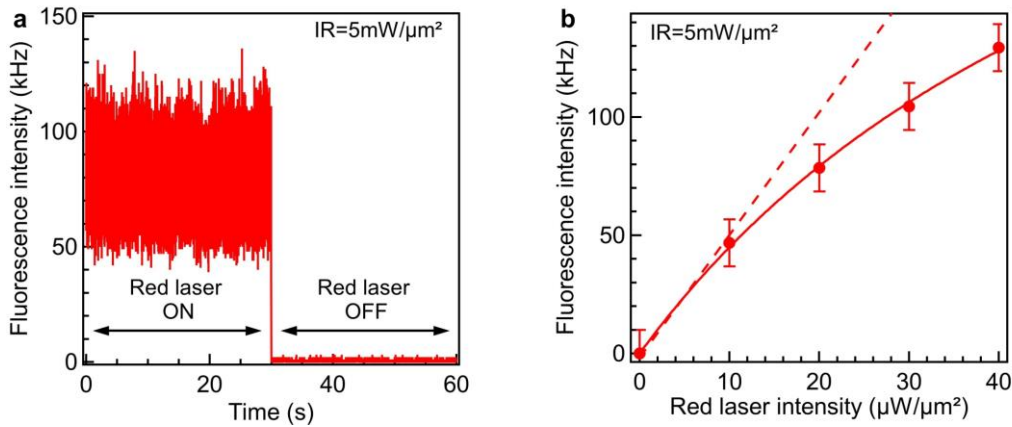 a
IR=5mW/µm²
Fluorescence intensity (kHz)
150
100
50
0
Red laser
ON
Red laser
OFF
0
20
40
60
Time (s)
b
IR=5mW/µm²
Fluorescence intensity (kHz)
100
50
0
0
10
20
30
40
Red laser intensity (µW/µm²)